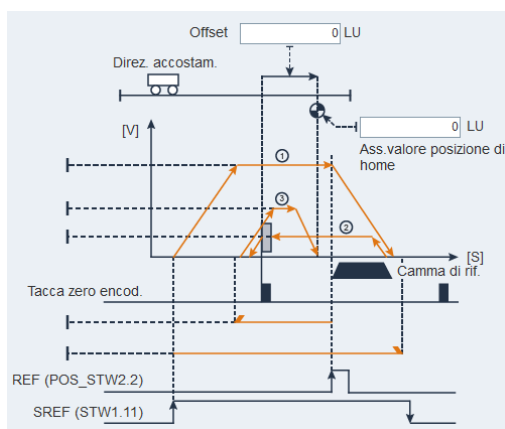 Offset 0 LU
Direz. accostam.
[V]
0 LU
Ass.valore posizione di
home
1
3
2
[S]
Camma di rif.
Tacca zero encod.
REF (POS_STW2.2)
SREF (STW1.11)